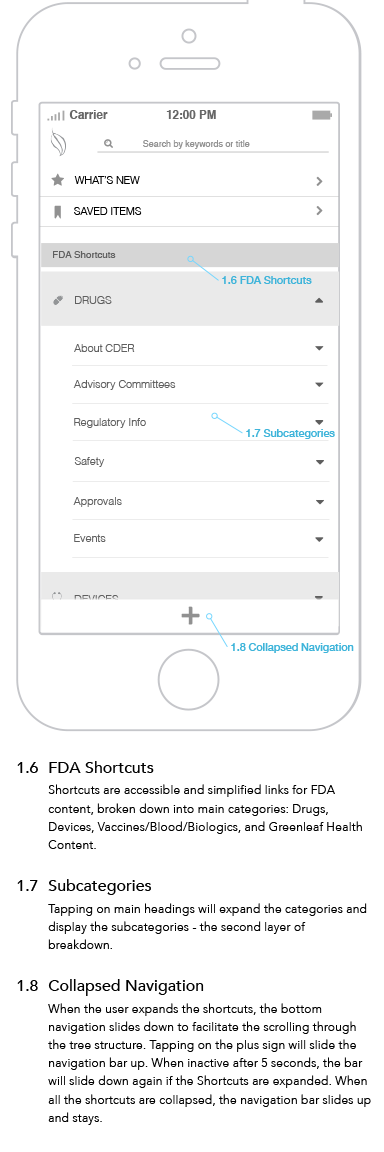 Carrier 12:00 PM
Search by keywords or title
WHAT'S NEW
SAVED ITEMS
FDA Shortcuts
1.6 FDA Shortcuts
DRUGS
About CDER
Advisory Committees
Regulatory Info
1.7 Subcategories
Safety
Approvals
Events
DEVICES
1.8 Collapsed Navigation
1.6 FDA Shortcuts
Shortcuts are accessible and simplified links for FDA
content, broken down into main categories: Drugs,
Devices, Vaccines/Blood/Biologics, and Greenleaf Health
Content.
1.7 Subcategories
Tapping on main headings will expand the categories and
display the subcategories - the second layer of
breakdown.
1.8 Collapsed Navigation
When the user expands the shortcuts, the bottom
navigation slides down to facilitate the scrolling through
the tree structure. Tapping on the plus sign will slide the
navigation bar up. When inactive after 5 seconds, the bar
will slide down again if the Shortcuts are expanded. When
all the shortcuts are collapsed, the navigation bar slides up
and stays.